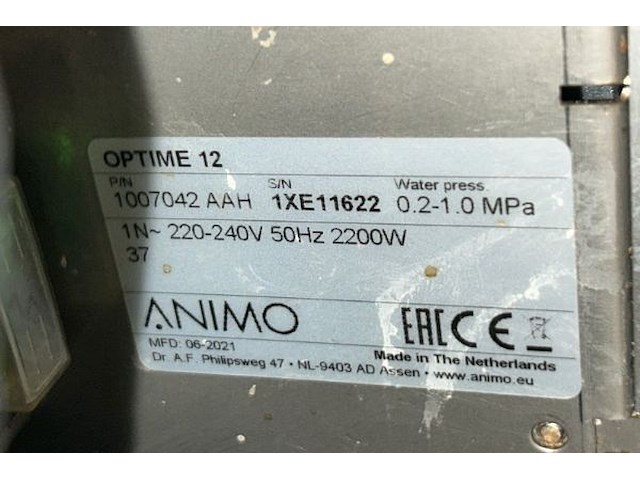 OPTIME 12
P/N S/N Water press.
1007042 AAH 1XE11622 0.2-1.0 MPa
1N~ 220-240V 50Hz 2200W
37
ANIMO EAC CE
MFD: 06-2021 Made in The Netherlands
Dr. A.F. Philipsweg 47 • NL-9403 AD Assen • www.animo.eu